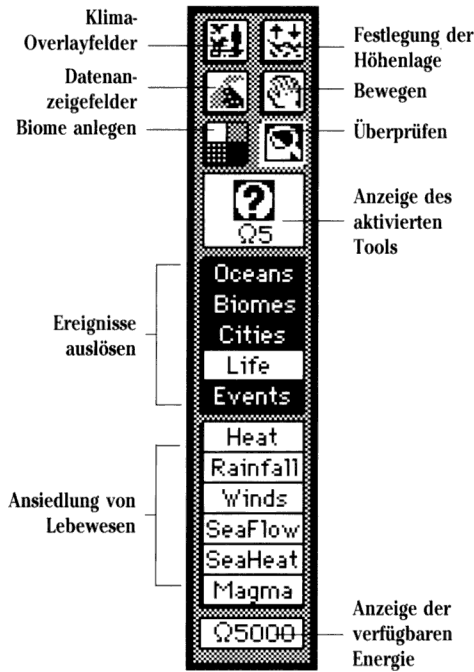 Klima-
Overlayfelder
Datenan-
zeigefelder
Biome anlegen
Festlegung der
Höhenlage
Bewegen
Überprüfen
?
Ω5
Anzeige des
aktivierten
Tools
Ereignisse
auslösen
Oceans
Biomes
Cities
Life
Events
Ansiedlung von
Lebewesen
Heat
Rainfall
Winds
SeaFlow
SeaHeat
Magma
Ω5000
Anzeige der
verfügbaren
Energie